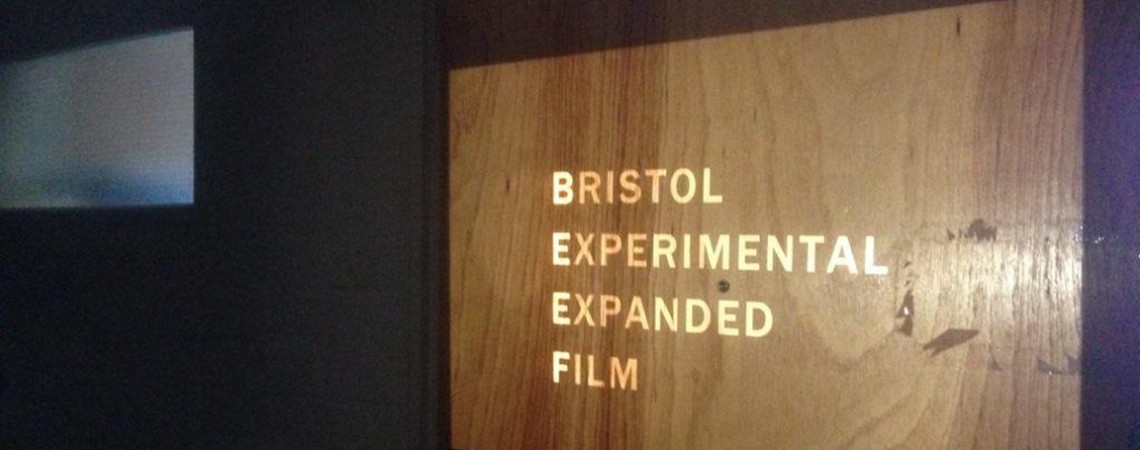 BRISTOL
EXPERIMENTAL
EXPANDED
FILM